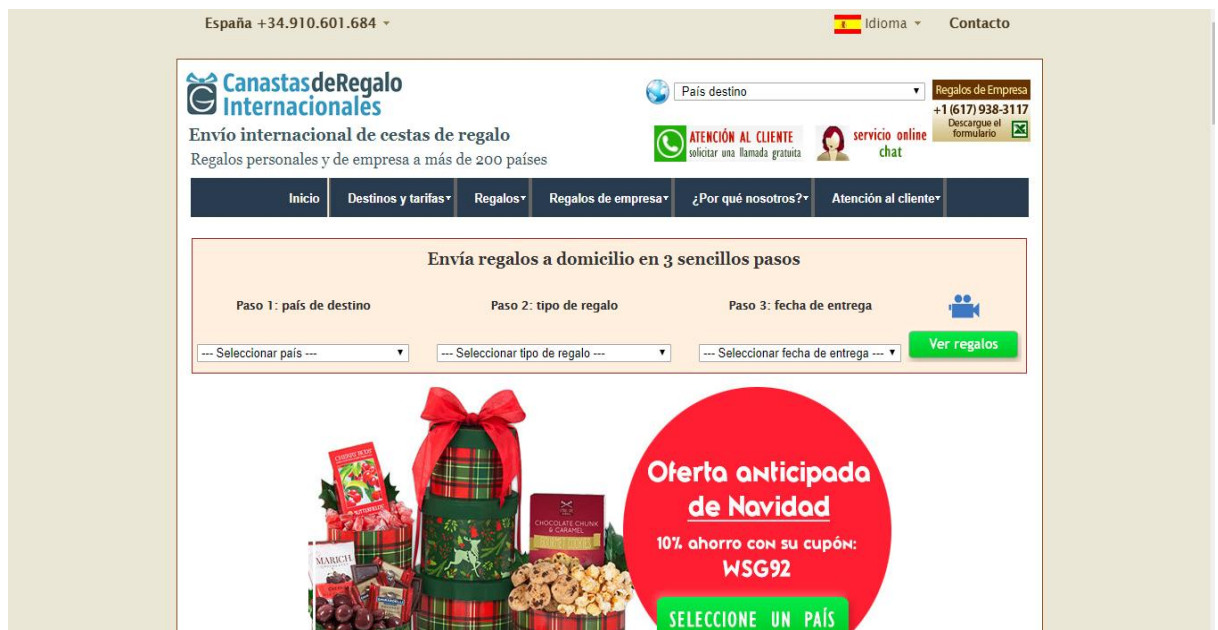 España +34.910.601.684
Idioma
Contacto
CanastasdeRegalo
Internacionales
Envío internacional de cestas de regalo
Regalos personales y de empresa a más de 200 países
País destino
ATENCIÓN AL CLIENTE
solicitar una llamada gratuita
servicio online
chat
Regalos de Empresa
+1 (617) 938-3117
Descargue el
formulario
Inicio
Destinos y tarifas
Regalos
Regalos de empresa
¿Por qué nosotros?
Atención al cliente
Envía regalos a domicilio en 3 sencillos pasos
Paso 1: país de destino
Paso 2: tipo de regalo
Paso 3: fecha de entrega
--- Seleccionar país ---
--- Seleccionar tipo de regalo ---
--- Seleccionar fecha de entrega ---
Ver regalos
Oferta anticipada
de Navidad
10% ahorro con su cupón:
WSG92
SELECCIONE UN PAÍS
CHOCOLATE CHUNK
& CARAMEL
MARICH